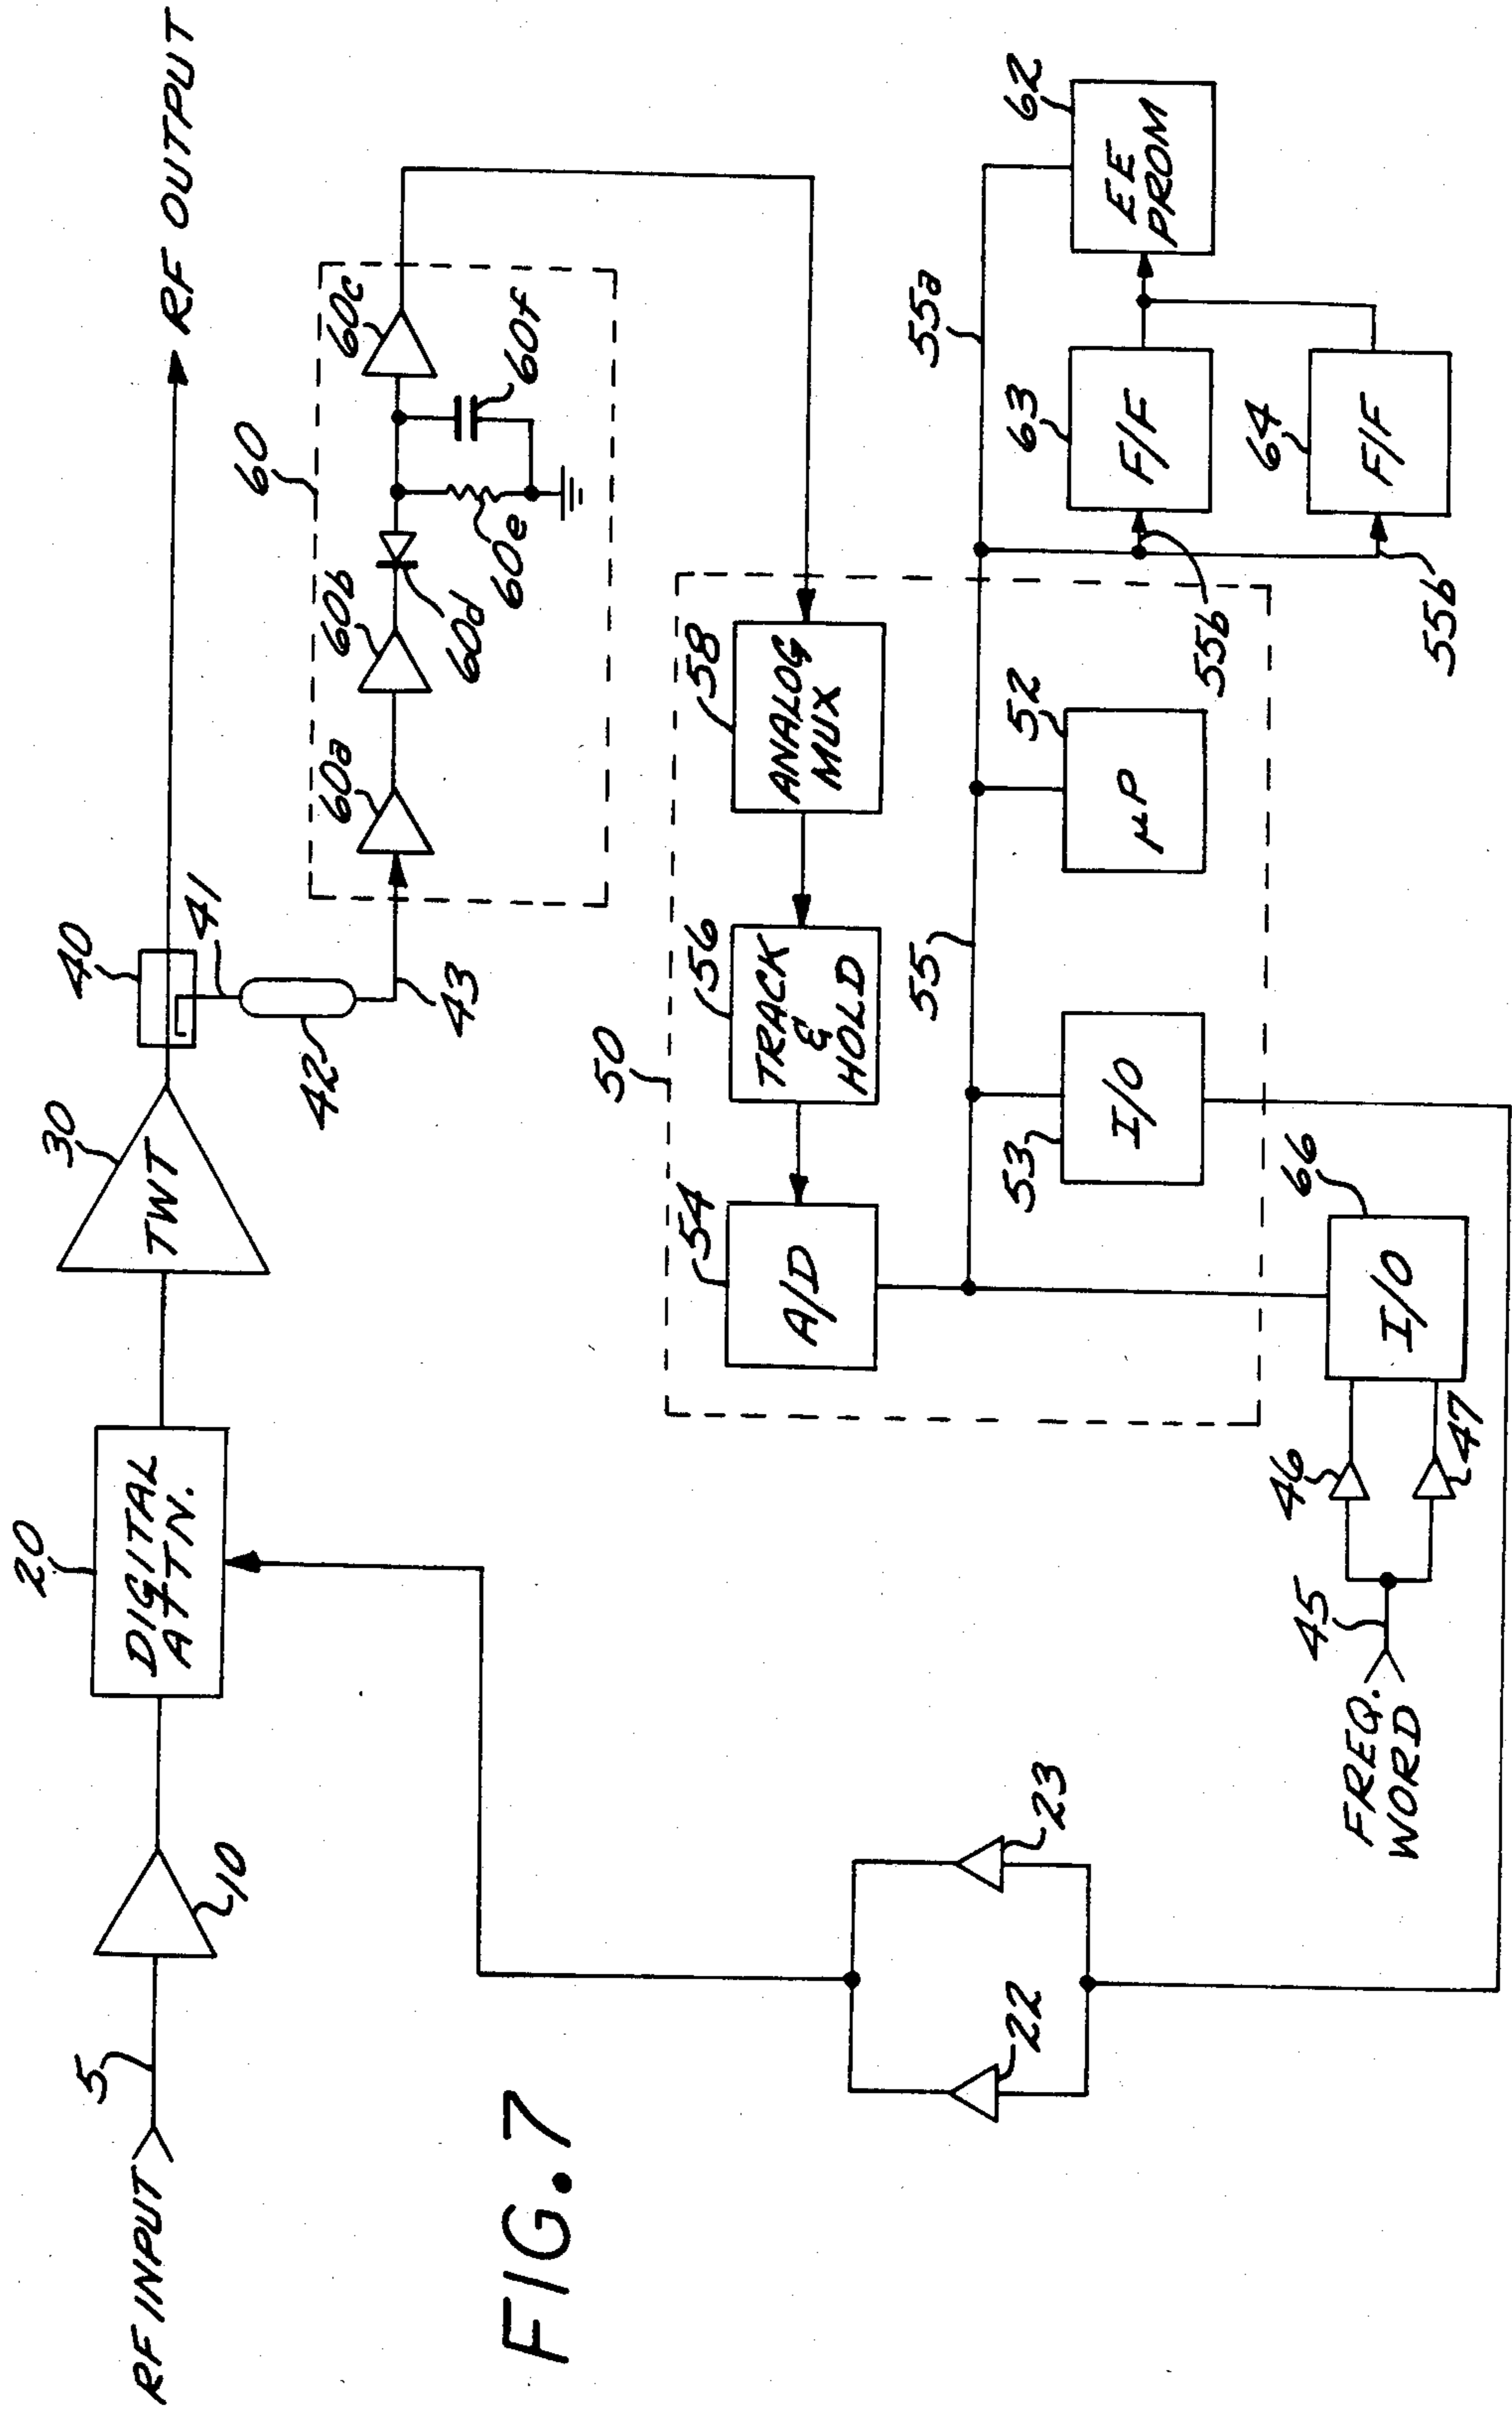 RF INPUT
5
10
20
DIGITAL
ATTN.
30
TWT
40
41
42
43
RF OUTPUT
60
60a
60b
60c
60d
60e
60f
50
54
A/D
56
TRACK
&
HOLD
58
ANALOG
MUX
55
55a
53
I/O
52
μP
62
EE
PROM
63
F/F
64
F/F
55b
55b
66
I/O
46
47
45
FREQ.
WORD
22
23
FIG. 7